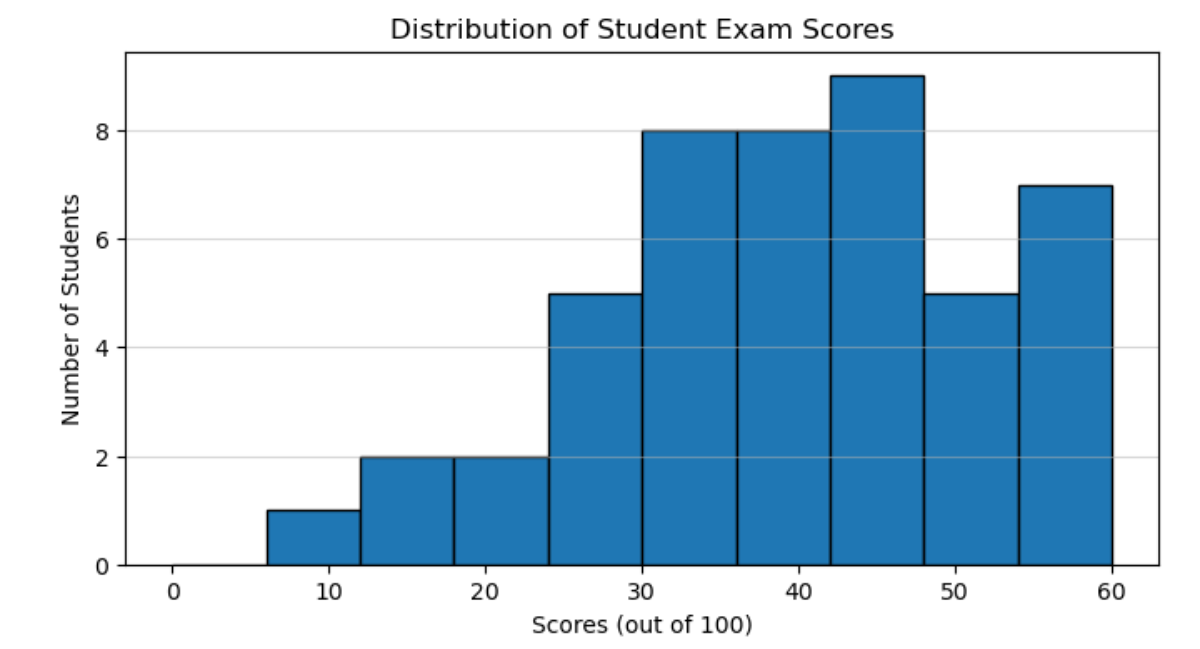 Distribution of Student Exam Scores
Number of Students
8
6
4
2
0
0 10 20 30 40 50 60
Scores (out of 100)